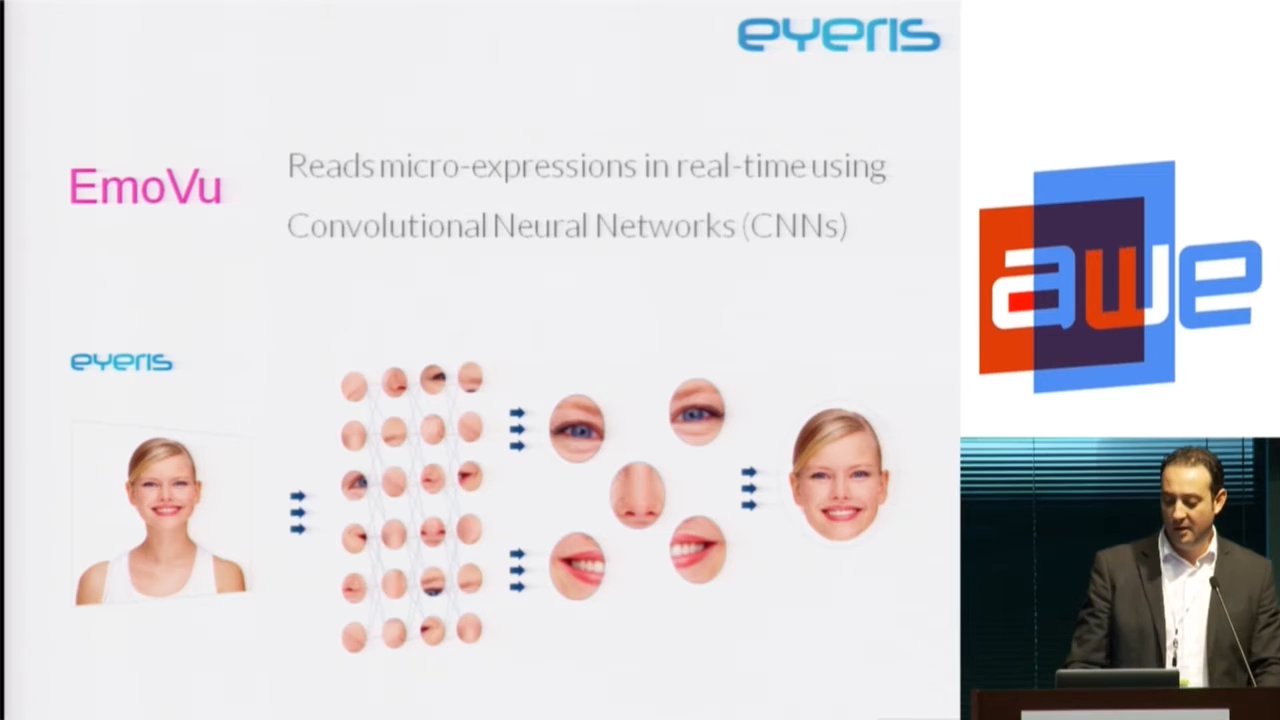 eyeris
EmoVu
Reads micro-expressions in real-time using
Convolutional Neural Networks (CNNs)
eyeris
awe